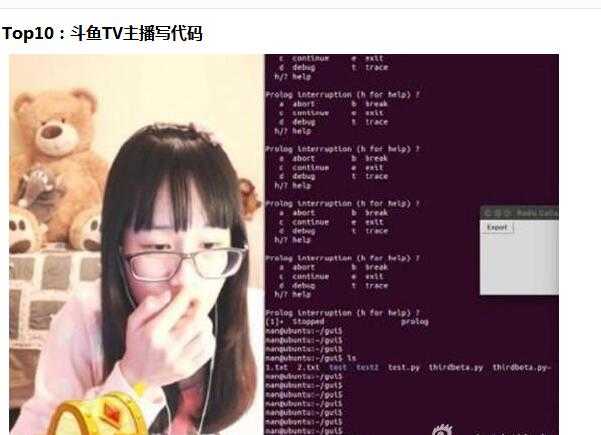 Top10：斗鱼TV主播写代码
c continue e exit
d debug t trace
h/? help
Prolog interruption (h for help) ?
a abort b break
c continue e exit
d debug t trace
h/? help
Prolog interruption (h for help) ?
a abort b break
c continue e exit
d debug t trace
h/? help
Prolog interruption (h for help) ?
a abort b break
c continue e exit
d debug t trace
h/? help
Prolog interruption (h for help) ?
a abort b break
c continue e exit
d debug t trace
h/? help
Prolog interruption (h for help) ?
[1]+ Stopped prolog
nan@ubuntu:~/gui$
nan@ubuntu:~/gui$
nan@ubuntu:~/gui$ ls
1.txt 2.txt test test2 test.py thirdbeta.py thirdbeta.py~
nan@ubuntu:~/gui$
nan@ubuntu:~/gui$
nan@ubuntu:~/gui$
nan@ubuntu:~/gui$
nan@ubuntu:~/gui$
Radio
Export